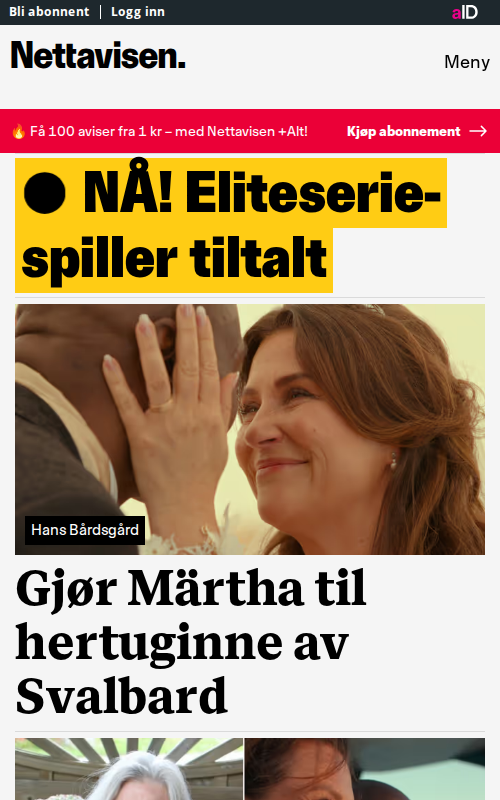 Bli abonnent | Logg inn
aID
Nettavisen.
Meny
🔥 Få 100 aviser fra 1 kr – med Nettavisen +Alt!
Kjøp abonnement →
● NÅ! Eliteserie-
spiller tiltalt
Hans Bårdsgård
Gjør Märtha til
hertuginne av
Svalbard